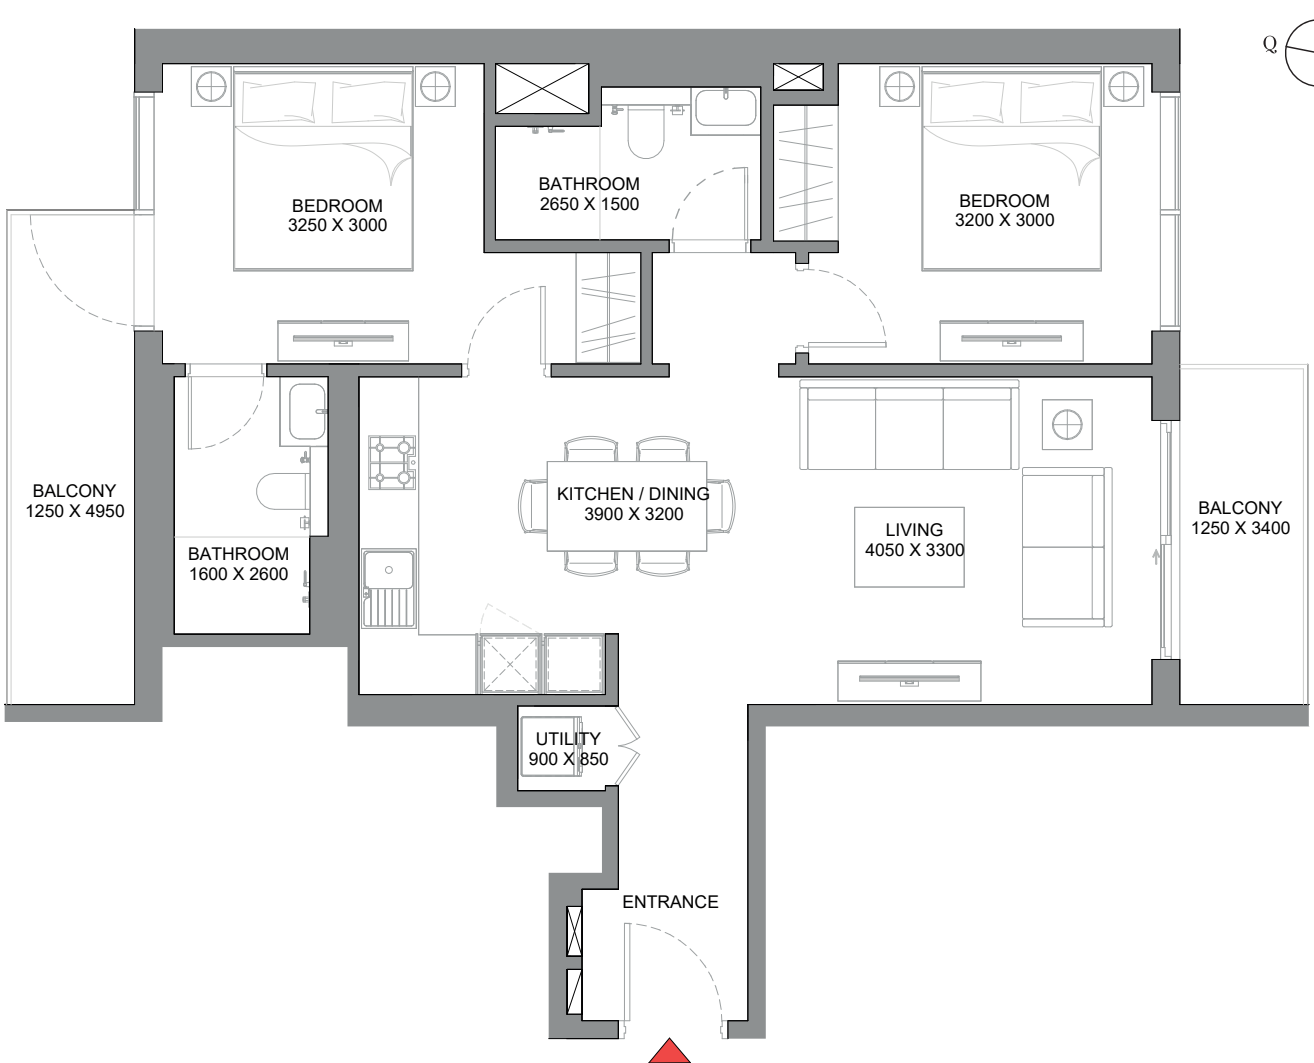 Q
BEDROOM
3250 X 3000
BATHROOM
2650 X 1500
BEDROOM
3200 X 3000
BALCONY
1250 X 4950
BATHROOM
1600 X 2600
KITCHEN / DINING
3900 X 3200
LIVING
4050 X 3300
BALCONY
1250 X 3400
UTILITY
900 X 850
ENTRANCE